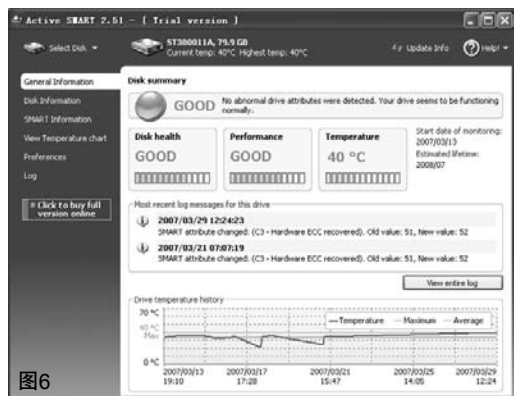 Active SMART 2.51 - [ Trial version ]
Select Disk
ST380011A, 79.9 GB
Current temp: 40°C Highest temp: 40°C
Update Info
Help!
General Information
Disk Information
SMART Information
View Temperature chart
Preferences
Log
Click to buy full
version online
Disk summary
GOOD
No abnormal drive attributes were detected. Your drive seems to be functioning
normally.
Disk health
GOOD
Performance
GOOD
Temperature
40 °C
Start date of monitoring:
2007/03/13
Estimated lifetime:
2008/07
Most recent log messages for this drive
2007/03/29 12:24:23
SMART attribute changed: (C3 - Hardware ECC recovered). Old value: 51, New value: 52
2007/03/21 07:07:19
SMART attribute changed: (C3 - Hardware ECC recovered). Old value: 51, New value: 52
View entire log
Drive temperature history
70 °C
60 °C
Max
0 °C
Temperature
Maximum
Average
2007/03/13
19:10
2007/03/17
17:28
2007/03/21
15:47
2007/03/25
14:05
2007/03/29
12:24
图6